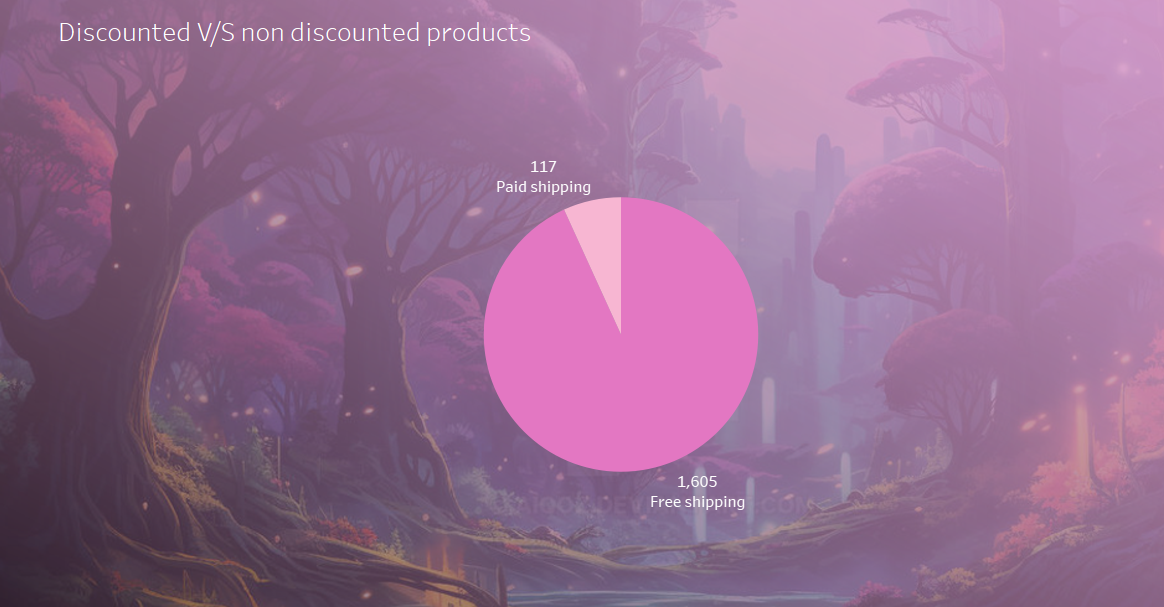 Discounted V/S non discounted products
117
Paid shipping
1,605
Free shipping